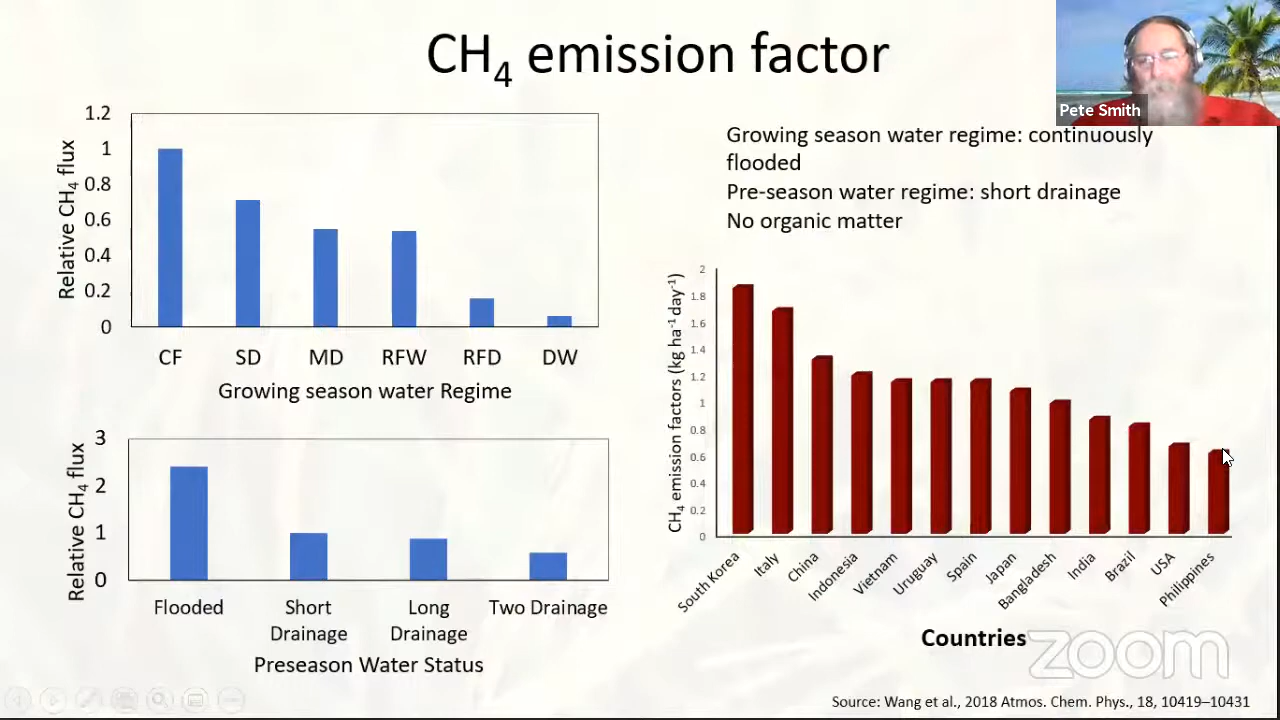 CH4 emission factor
Pete Smith
1.2
1
0.8
0.6
0.4
0.2
0
Relative CH4 flux
CF SD MD RFW RFD DW
Growing season water Regime
3
2
1
0
Relative CH4 flux
Flooded Short Long Two Drainage
Drainage Drainage
Preseason Water Status
Growing season water regime: continuously
flooded
Pre-season water regime: short drainage
No organic matter
2
1.8
1.6
1.4
1.2
1
0.8
0.6
0.4
0.2
0
CH4 emission factors (kg ha-1 day-1)
South Korea
Italy
China
Indonesia
Vietnam
Uruguay
Spain
Japan
Bangladesh
India
Brazil
USA
Philippines
Countries
zoom
Source: Wang et al., 2018 Atmos. Chem. Phys., 18, 10419–10431